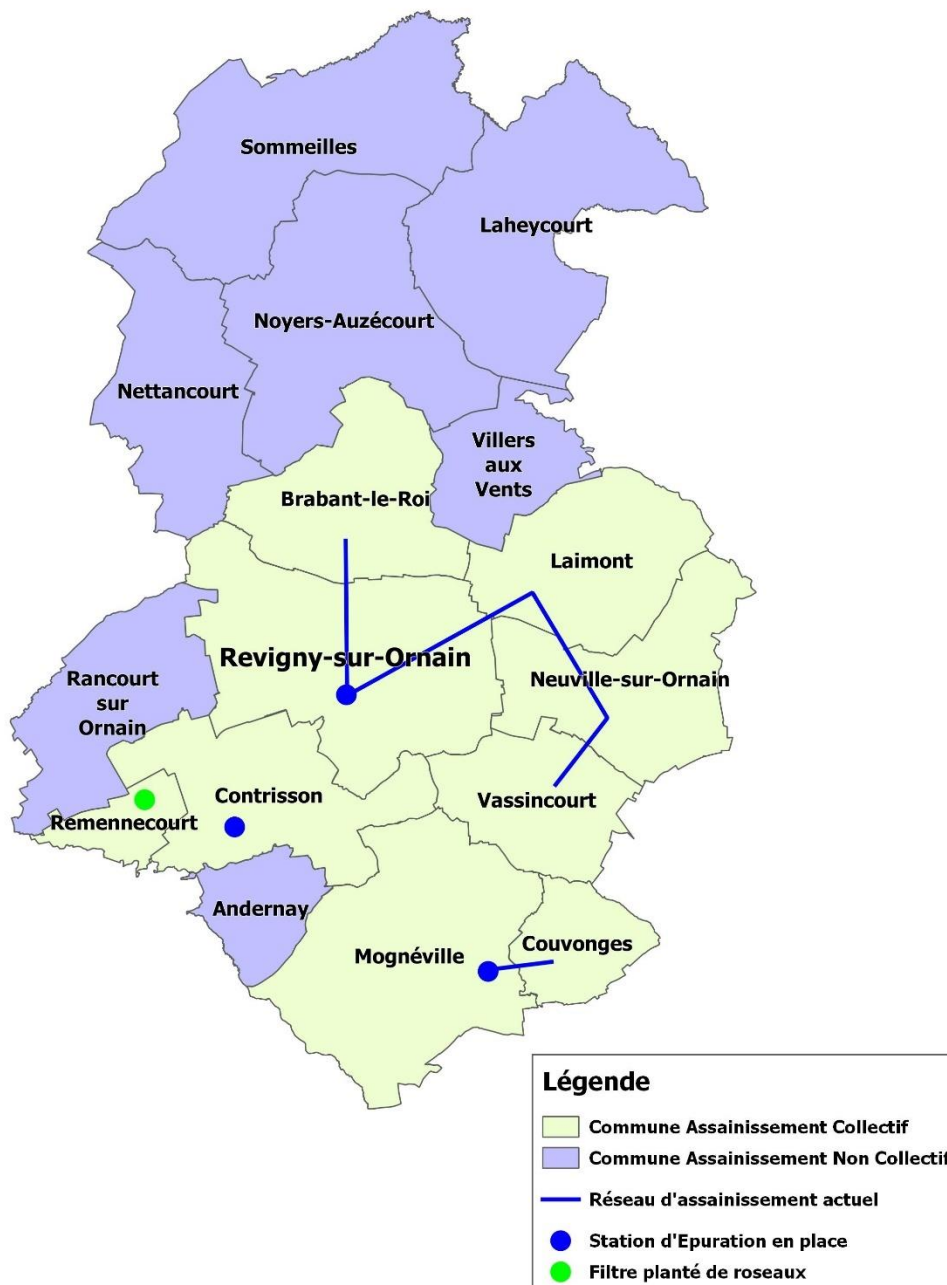 Sommeilles
Laheycourt
Noyers-Auzécourt
Nettancourt
Villers
aux
Vents
Brabant-le-Roi
Laimont
Revigny-sur-Ornain
Neuville-sur-Ornain
Rancourt
sur
Ornain
Contrisson
Vassincourt
Remennecourt
Andernay
Couvonges
Mognéville
Légende
Commune Assainissement Collectif
Commune Assainissement Non Collectif
Réseau d'assainissement actuel
Station d'Epuration en place
Filtre planté de roseaux